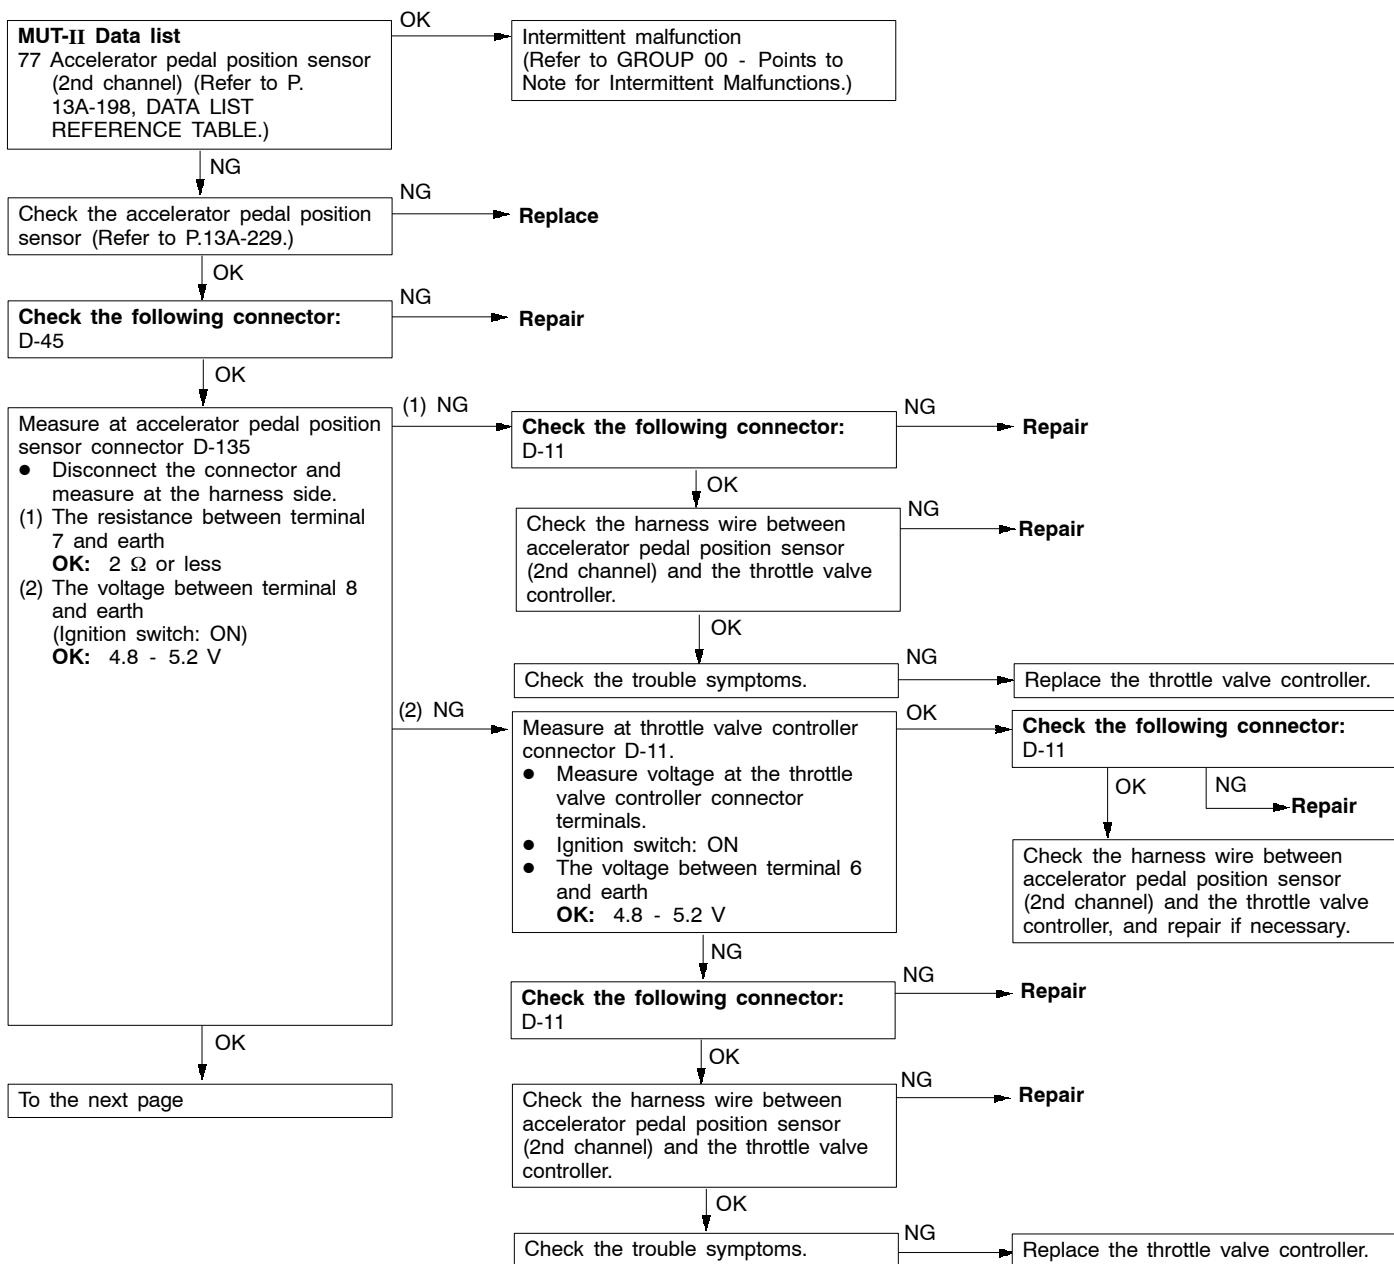 MUT-II Data list
77 Accelerator pedal position sensor
(2nd channel) (Refer to P.
13A-198, DATA LIST
REFERENCE TABLE.)
OK
Intermittent malfunction
(Refer to GROUP 00 - Points to
Note for Intermittent Malfunctions.)
NG
Check the accelerator pedal position
sensor (Refer to P.13A-229.)
NG
Replace
OK
Check the following connector:
D-45
NG
Repair
OK
Measure at accelerator pedal position
sensor connector D-135
● Disconnect the connector and
measure at the harness side.
(1) The resistance between terminal
7 and earth
OK: 2 Ω or less
(2) The voltage between terminal 8
and earth
(Ignition switch: ON)
OK: 4.8 - 5.2 V
(1) NG
Check the following connector:
D-11
NG
Repair
OK
Check the harness wire between
accelerator pedal position sensor
(2nd channel) and the throttle valve
controller.
NG
Repair
OK
Check the trouble symptoms.
NG
Replace the throttle valve controller.
(2) NG
Measure at throttle valve controller
connector D-11.
● Measure voltage at the throttle
valve controller connector
terminals.
● Ignition switch: ON
● The voltage between terminal 6
and earth
OK: 4.8 - 5.2 V
OK
Check the following connector:
D-11
OK
NG
Repair
Check the harness wire between
accelerator pedal position sensor
(2nd channel) and the throttle valve
controller, and repair if necessary.
NG
Check the following connector:
D-11
NG
Repair
OK
Check the harness wire between
accelerator pedal position sensor
(2nd channel) and the throttle valve
controller.
NG
Repair
OK
Check the trouble symptoms.
NG
Replace the throttle valve controller.
OK
To the next page